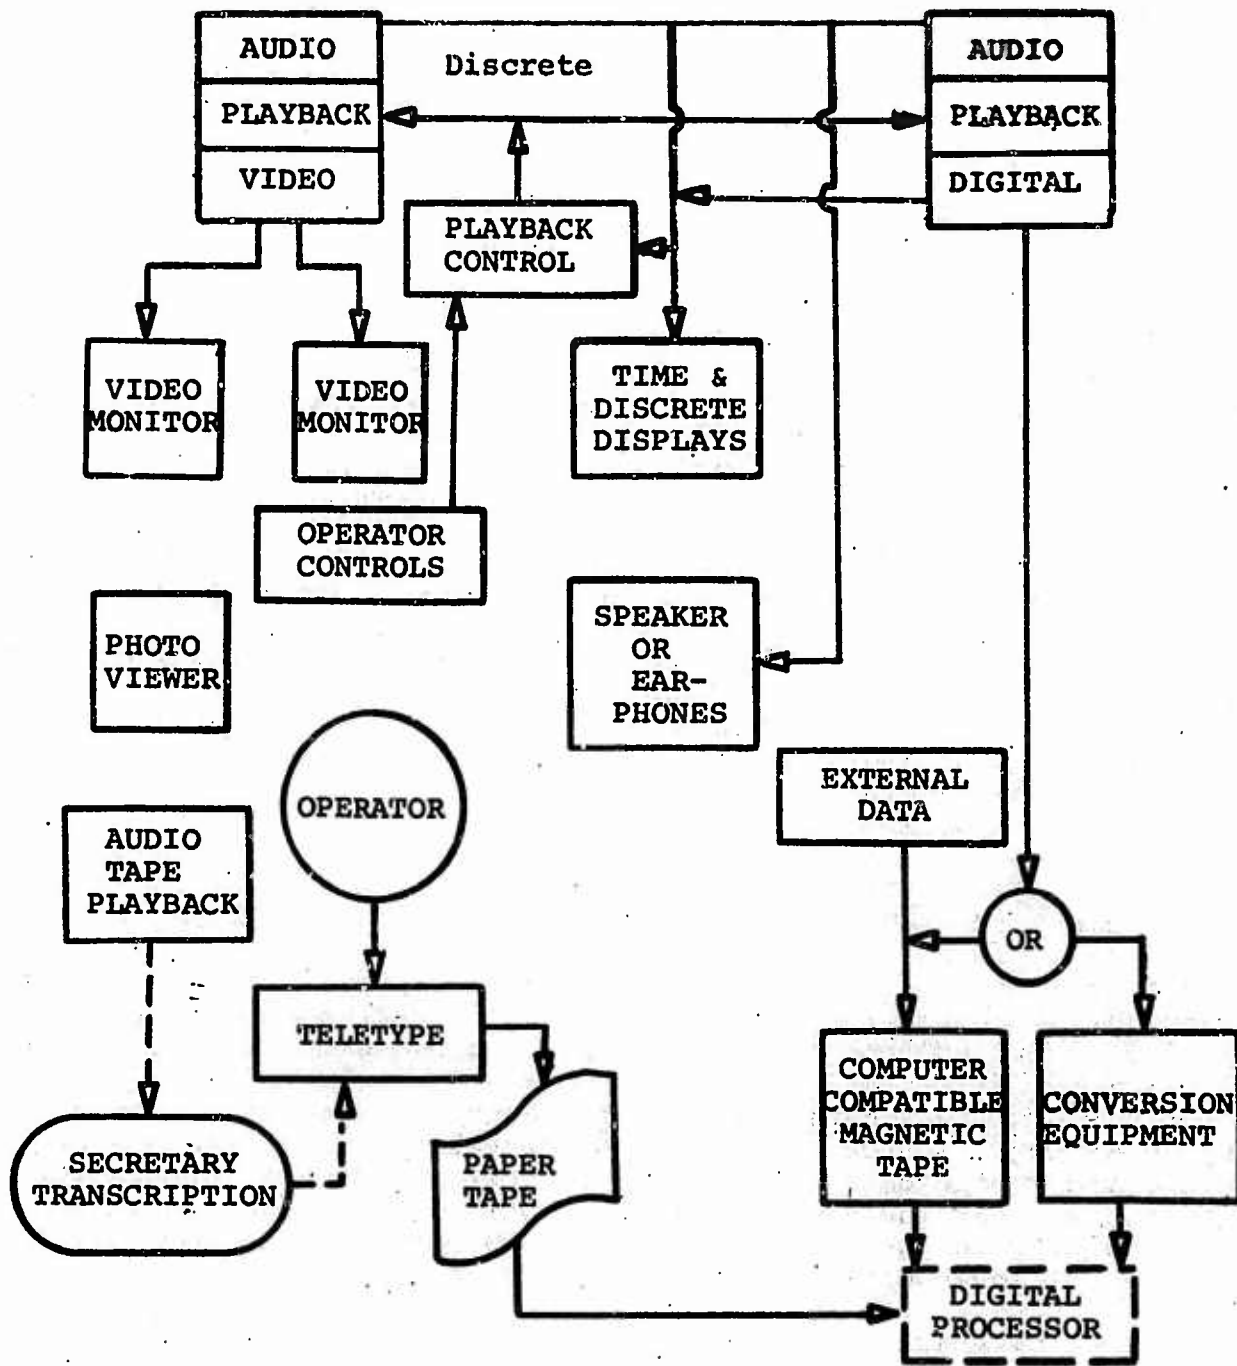 AUDIO
PLAYBACK
VIDEO
Discrete
AUDIO
PLAYBACK
DIGITAL
PLAYBACK
CONTROL
VIDEO
MONITOR
VIDEO
MONITOR
TIME &
DISCRETE
DISPLAYS
OPERATOR
CONTROLS
PHOTO
VIEWER
SPEAKER
OR
EAR-
PHONES
OPERATOR
EXTERNAL
DATA
AUDIO
TAPE
PLAYBACK
OR
TELETYPE
COMPUTER
COMPATIBLE
MAGNETIC
TAPE
CONVERSION
EQUIPMENT
SECRETARY
TRANSCRIPTION
PAPER
TAPE
DIGITAL
PROCESSOR